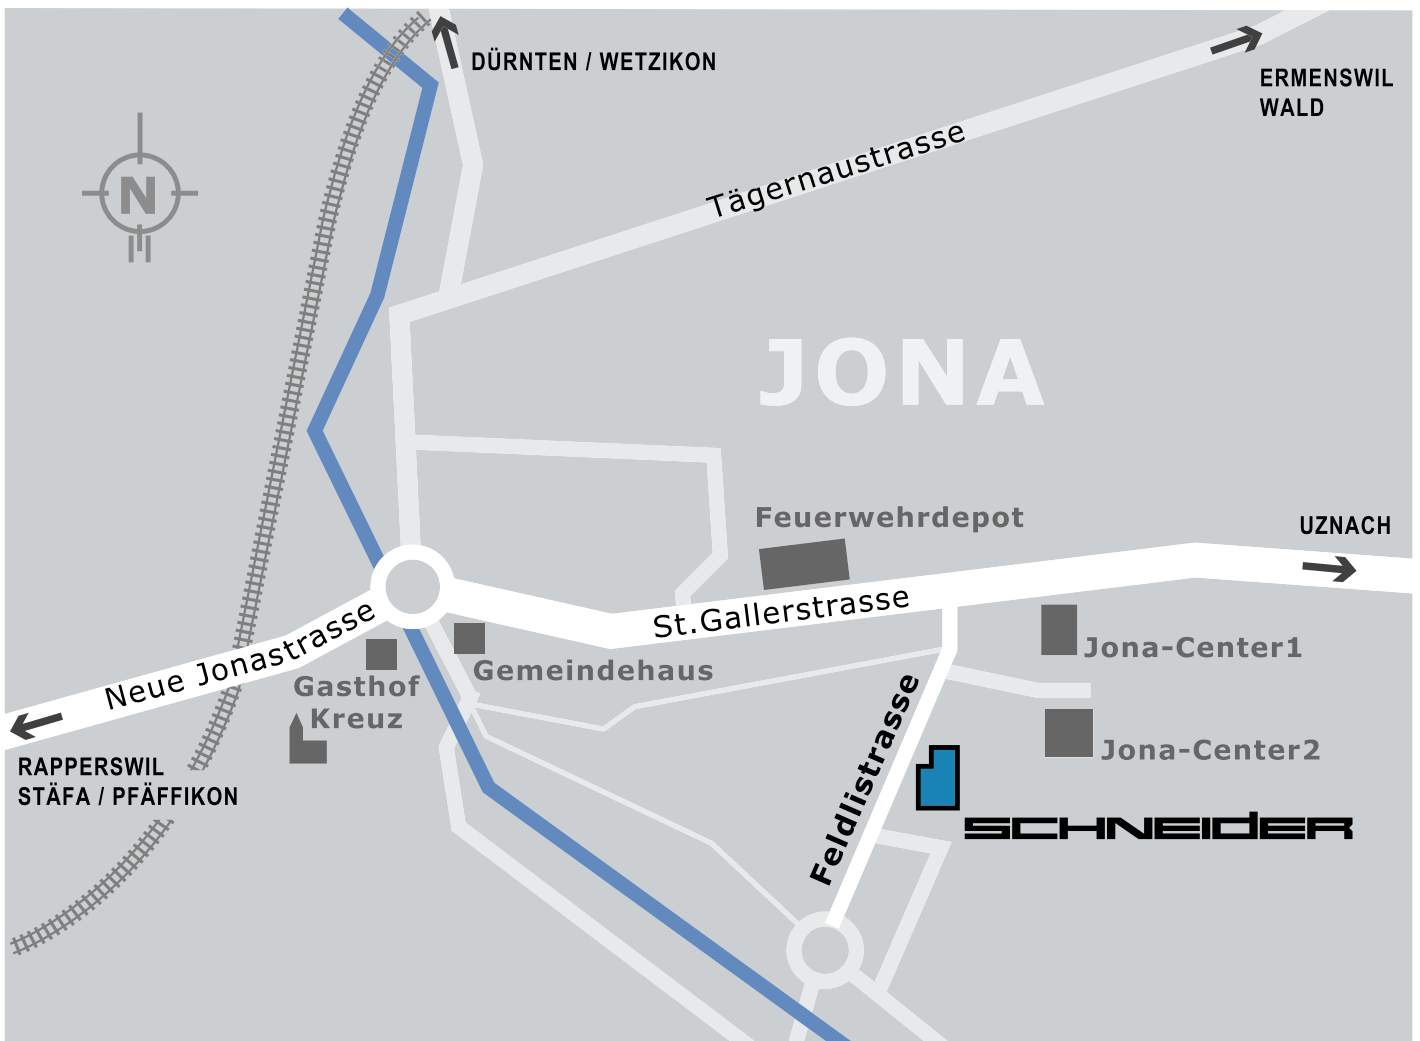 DÜRNTEN / WETZIKON
ERMENSWIL
WALD
N
Tägernaustrasse
JONA
Feuerwehrdepot
UZNACH
St.Gallerstrasse
Neue Jonastrasse
Gemeindehaus
Gasthof
Kreuz
Jona-Center1
Feldlistrasse
Jona-Center2
RAPPERSWIL
STÄFA / PFÄFFIKON
SCHNEIDER